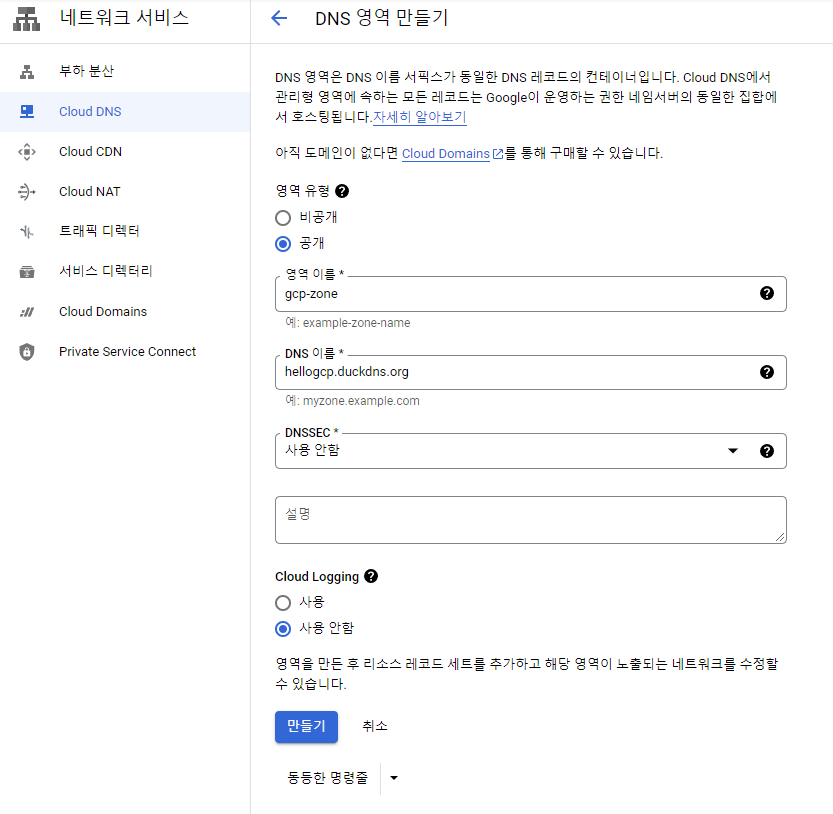 네트워크 서비스
부하 분산
Cloud DNS
Cloud CDN
Cloud NAT
트래픽 디렉터
서비스 디렉터리
Cloud Domains
Private Service Connect
DNS 영역 만들기
DNS 영역은 DNS 이름 서픽스가 동일한 DNS 레코드의 컨테이너입니다. Cloud DNS에서
관리형 영역에 속하는 모든 레코드는 Google이 운영하는 권한 네임서버의 동일한 집합에
서 호스팅됩니다.자세히 알아보기
아직 도메인이 없다면 Cloud Domains를 통해 구매할 수 있습니다.
영역 유형
비공개
공개
영역 이름 *
gcp-zone
예: example-zone-name
DNS 이름 *
hellogcp.duckdns.org
예: myzone.example.com
DNSSEC *
사용 안함
설명
Cloud Logging
사용
사용 안함
영역을 만든 후 리소스 레코드 세트를 추가하고 해당 영역이 노출되는 네트워크를 수정할
수 있습니다.
만들기 취소
동등한 명령줄